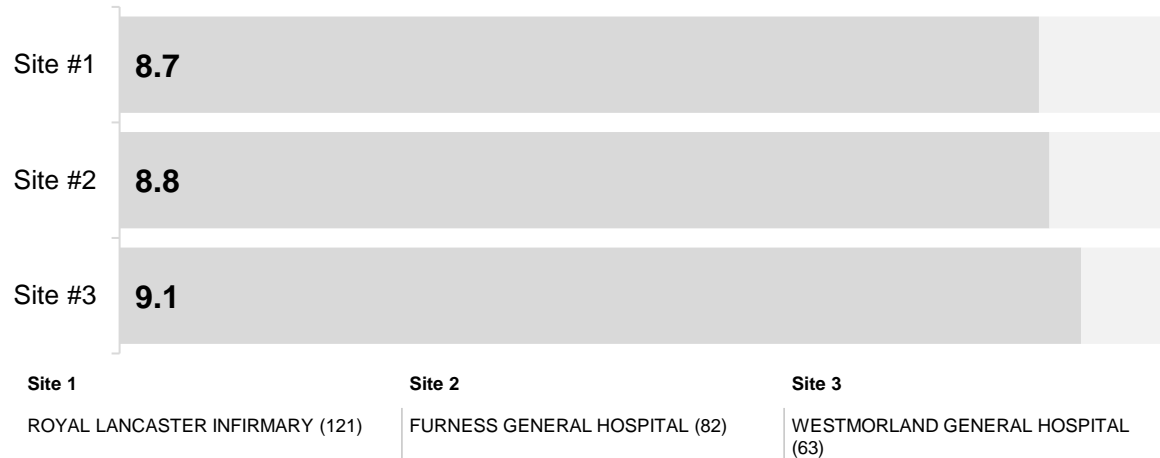 Site #1
8.7
Site #2
8.8
Site #3
9.1
Site 1
Site 2
Site 3
ROYAL LANCASTER INFIRMARY (121)
FURNESS GENERAL HOSPITAL (82)
WESTMORLAND GENERAL HOSPITAL
(63)